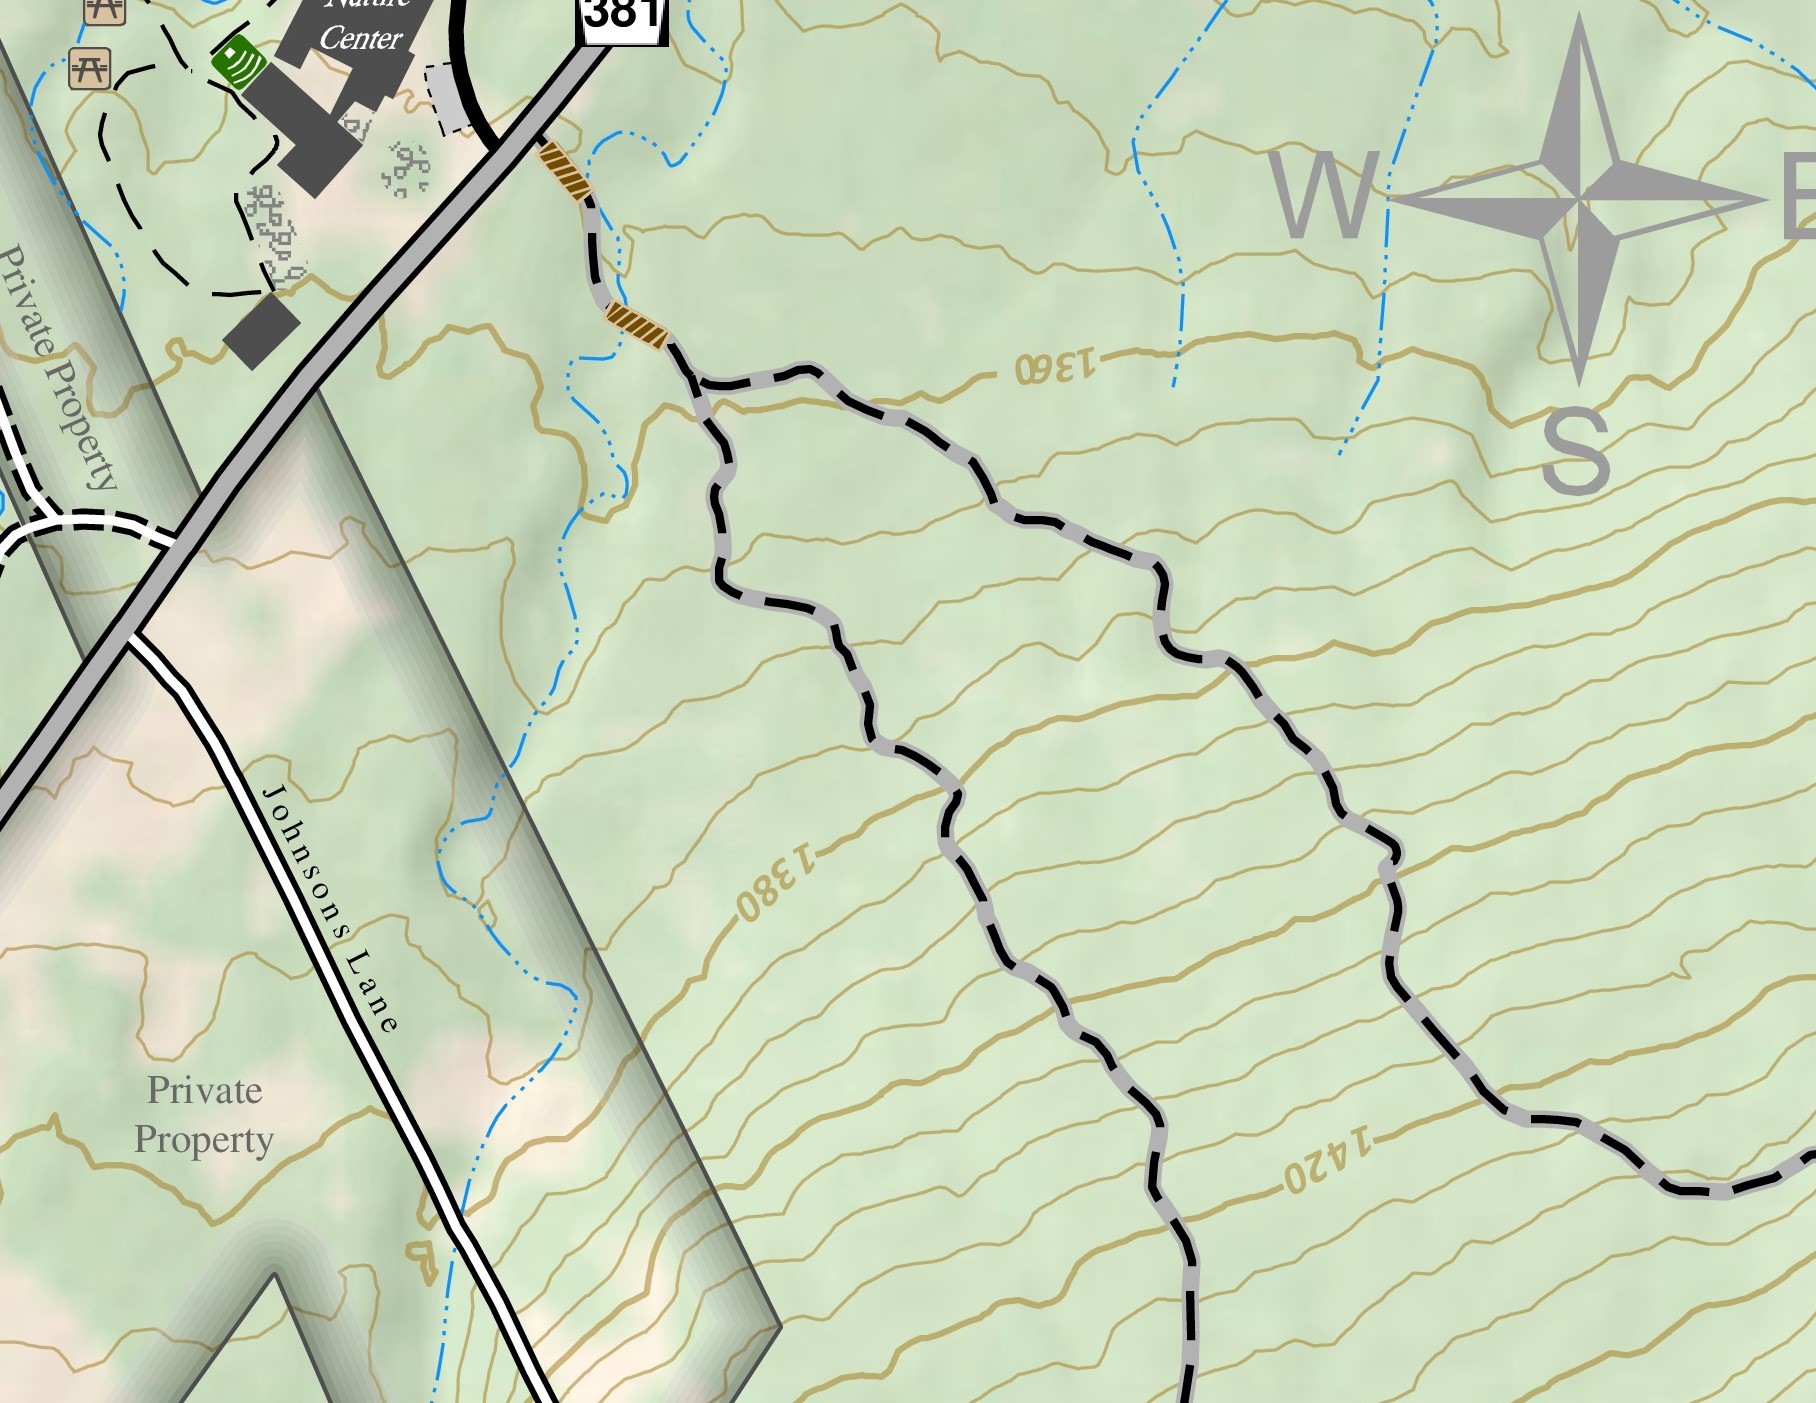 Nature
Center
381
W
E
S
Private Property
1360
1380
Johnsons Lane
Private
Property
1420